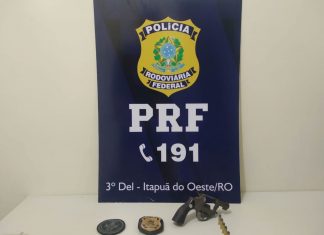 POLÍCIA
RODOVIÁRIA
FEDERAL
PRF
191
3º Del - Itapuã do Oeste/RO